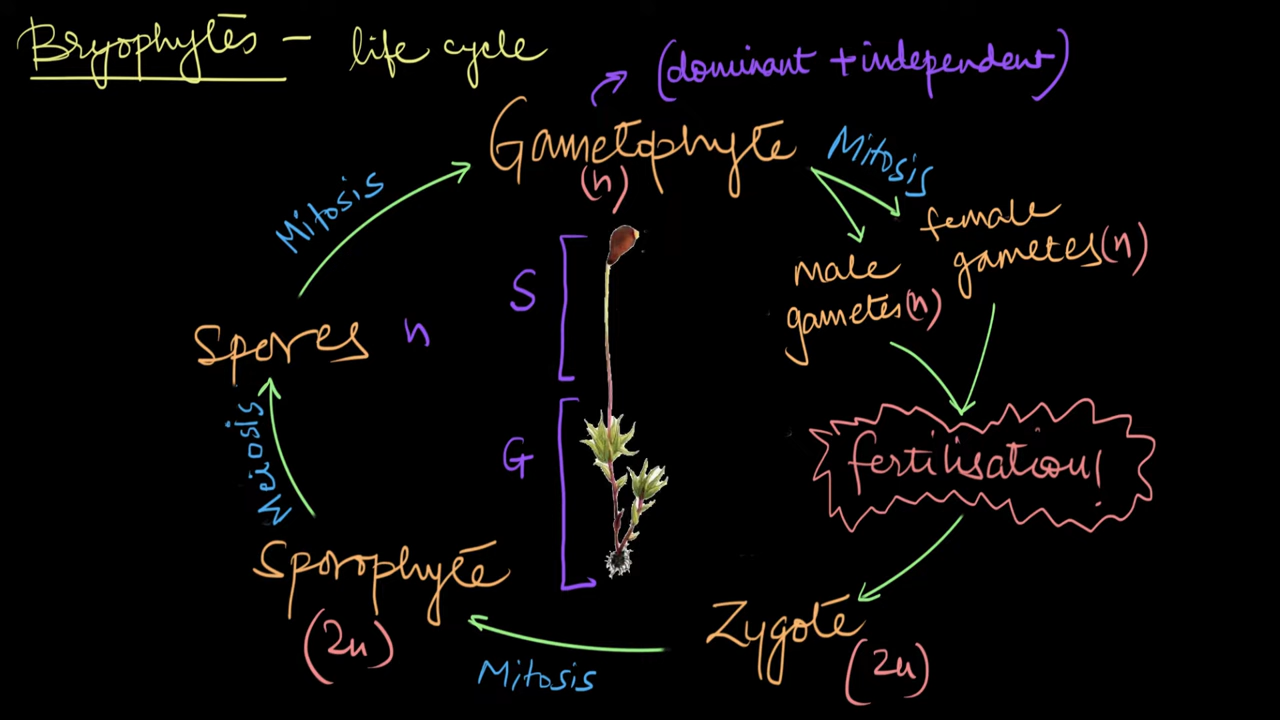 Bryophytes - life cycle
(dominant + independent)
Gametophyte
(n)
Mitosis
female
gametes(n)
male
gametes(n)
fertilisation!
Zygote
(2n)
Mitosis
Sporophyte
(2n)
Meiosis
Spores n
Mitosis
S
G